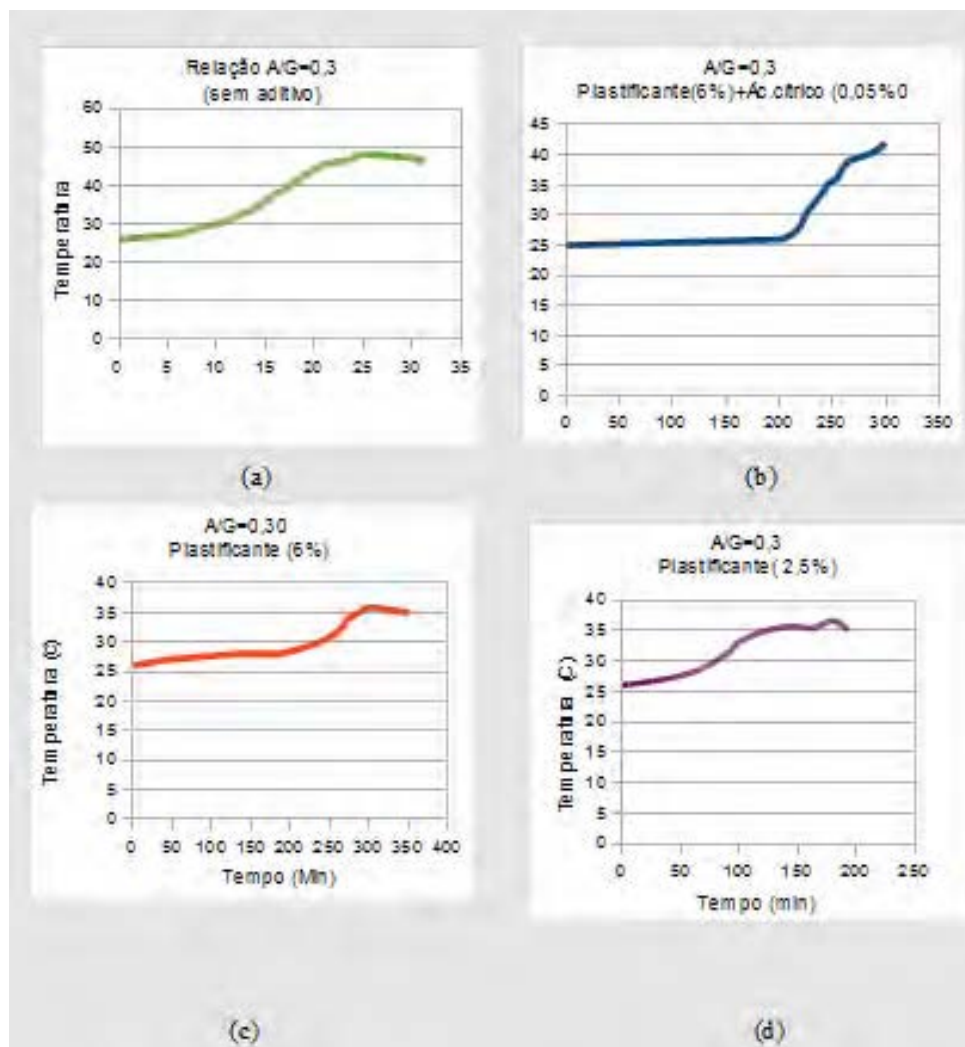 Relação A/G=0,3
(sem aditivo)
Temperatura
60
50
40
30
20
10
0
0 5 10 15 20 25 30 35
(a)
A/G=0,3
Plastificante(6%)+Ac.cítrico (0,05%0
45
40
35
30
25
20
15
10
5
0
0 50 100 150 200 250 300 350
(b)
A/G=0,30
Plastificante (6%)
Temperatura (c)
40
35
30
25
20
15
10
5
0
0 50 100 150 200 250 300 350 400
Tempo (Min)
(c)
A/G=0,3
Plastificante( 2,5%)
Temperatura (C)
40
35
30
25
20
15
10
5
0
0 50 100 150 200 250
Tempo (min)
(d)